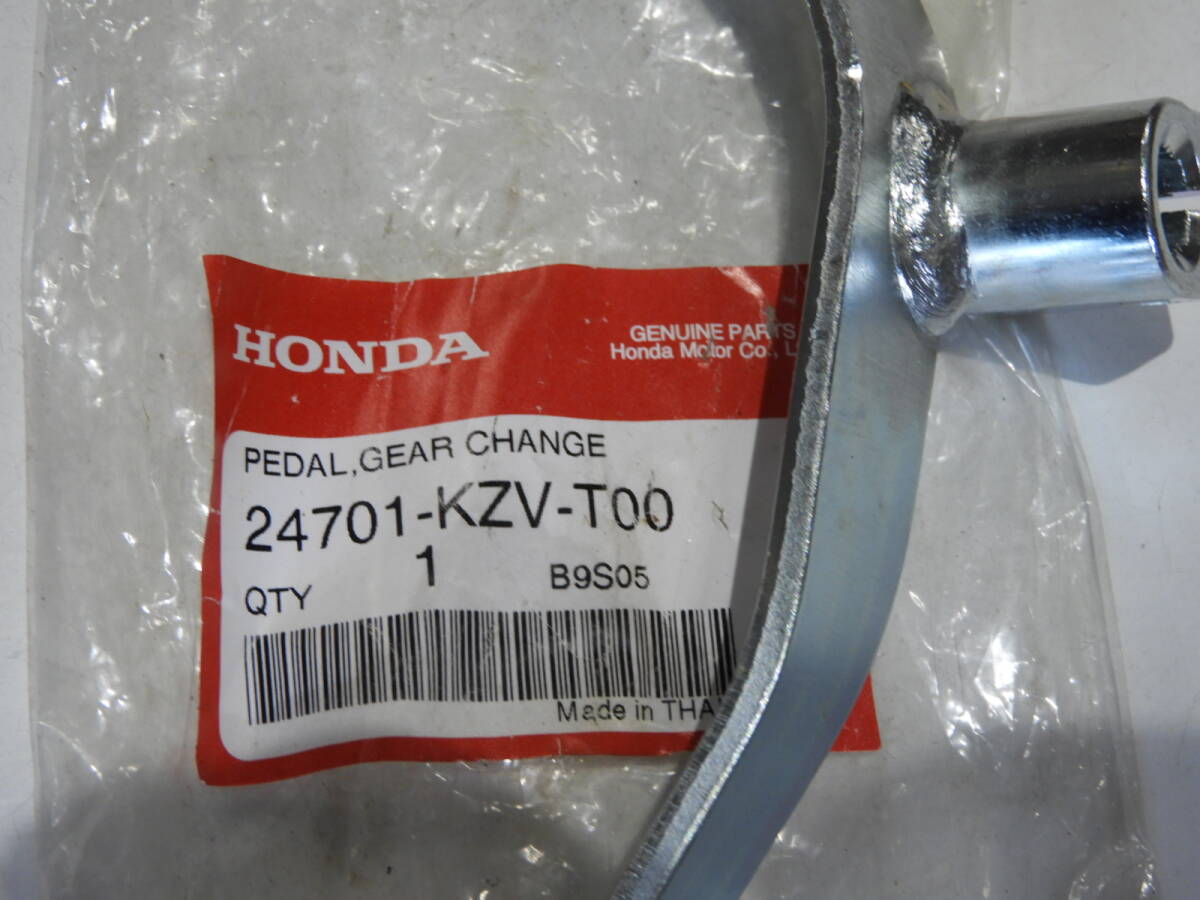 HONDA
GENUINE PARTS
Honda Motor Co., L
PEDAL,GEAR CHANGE
24701-KZV-T00
1
B9S05
QTY
Made in THA